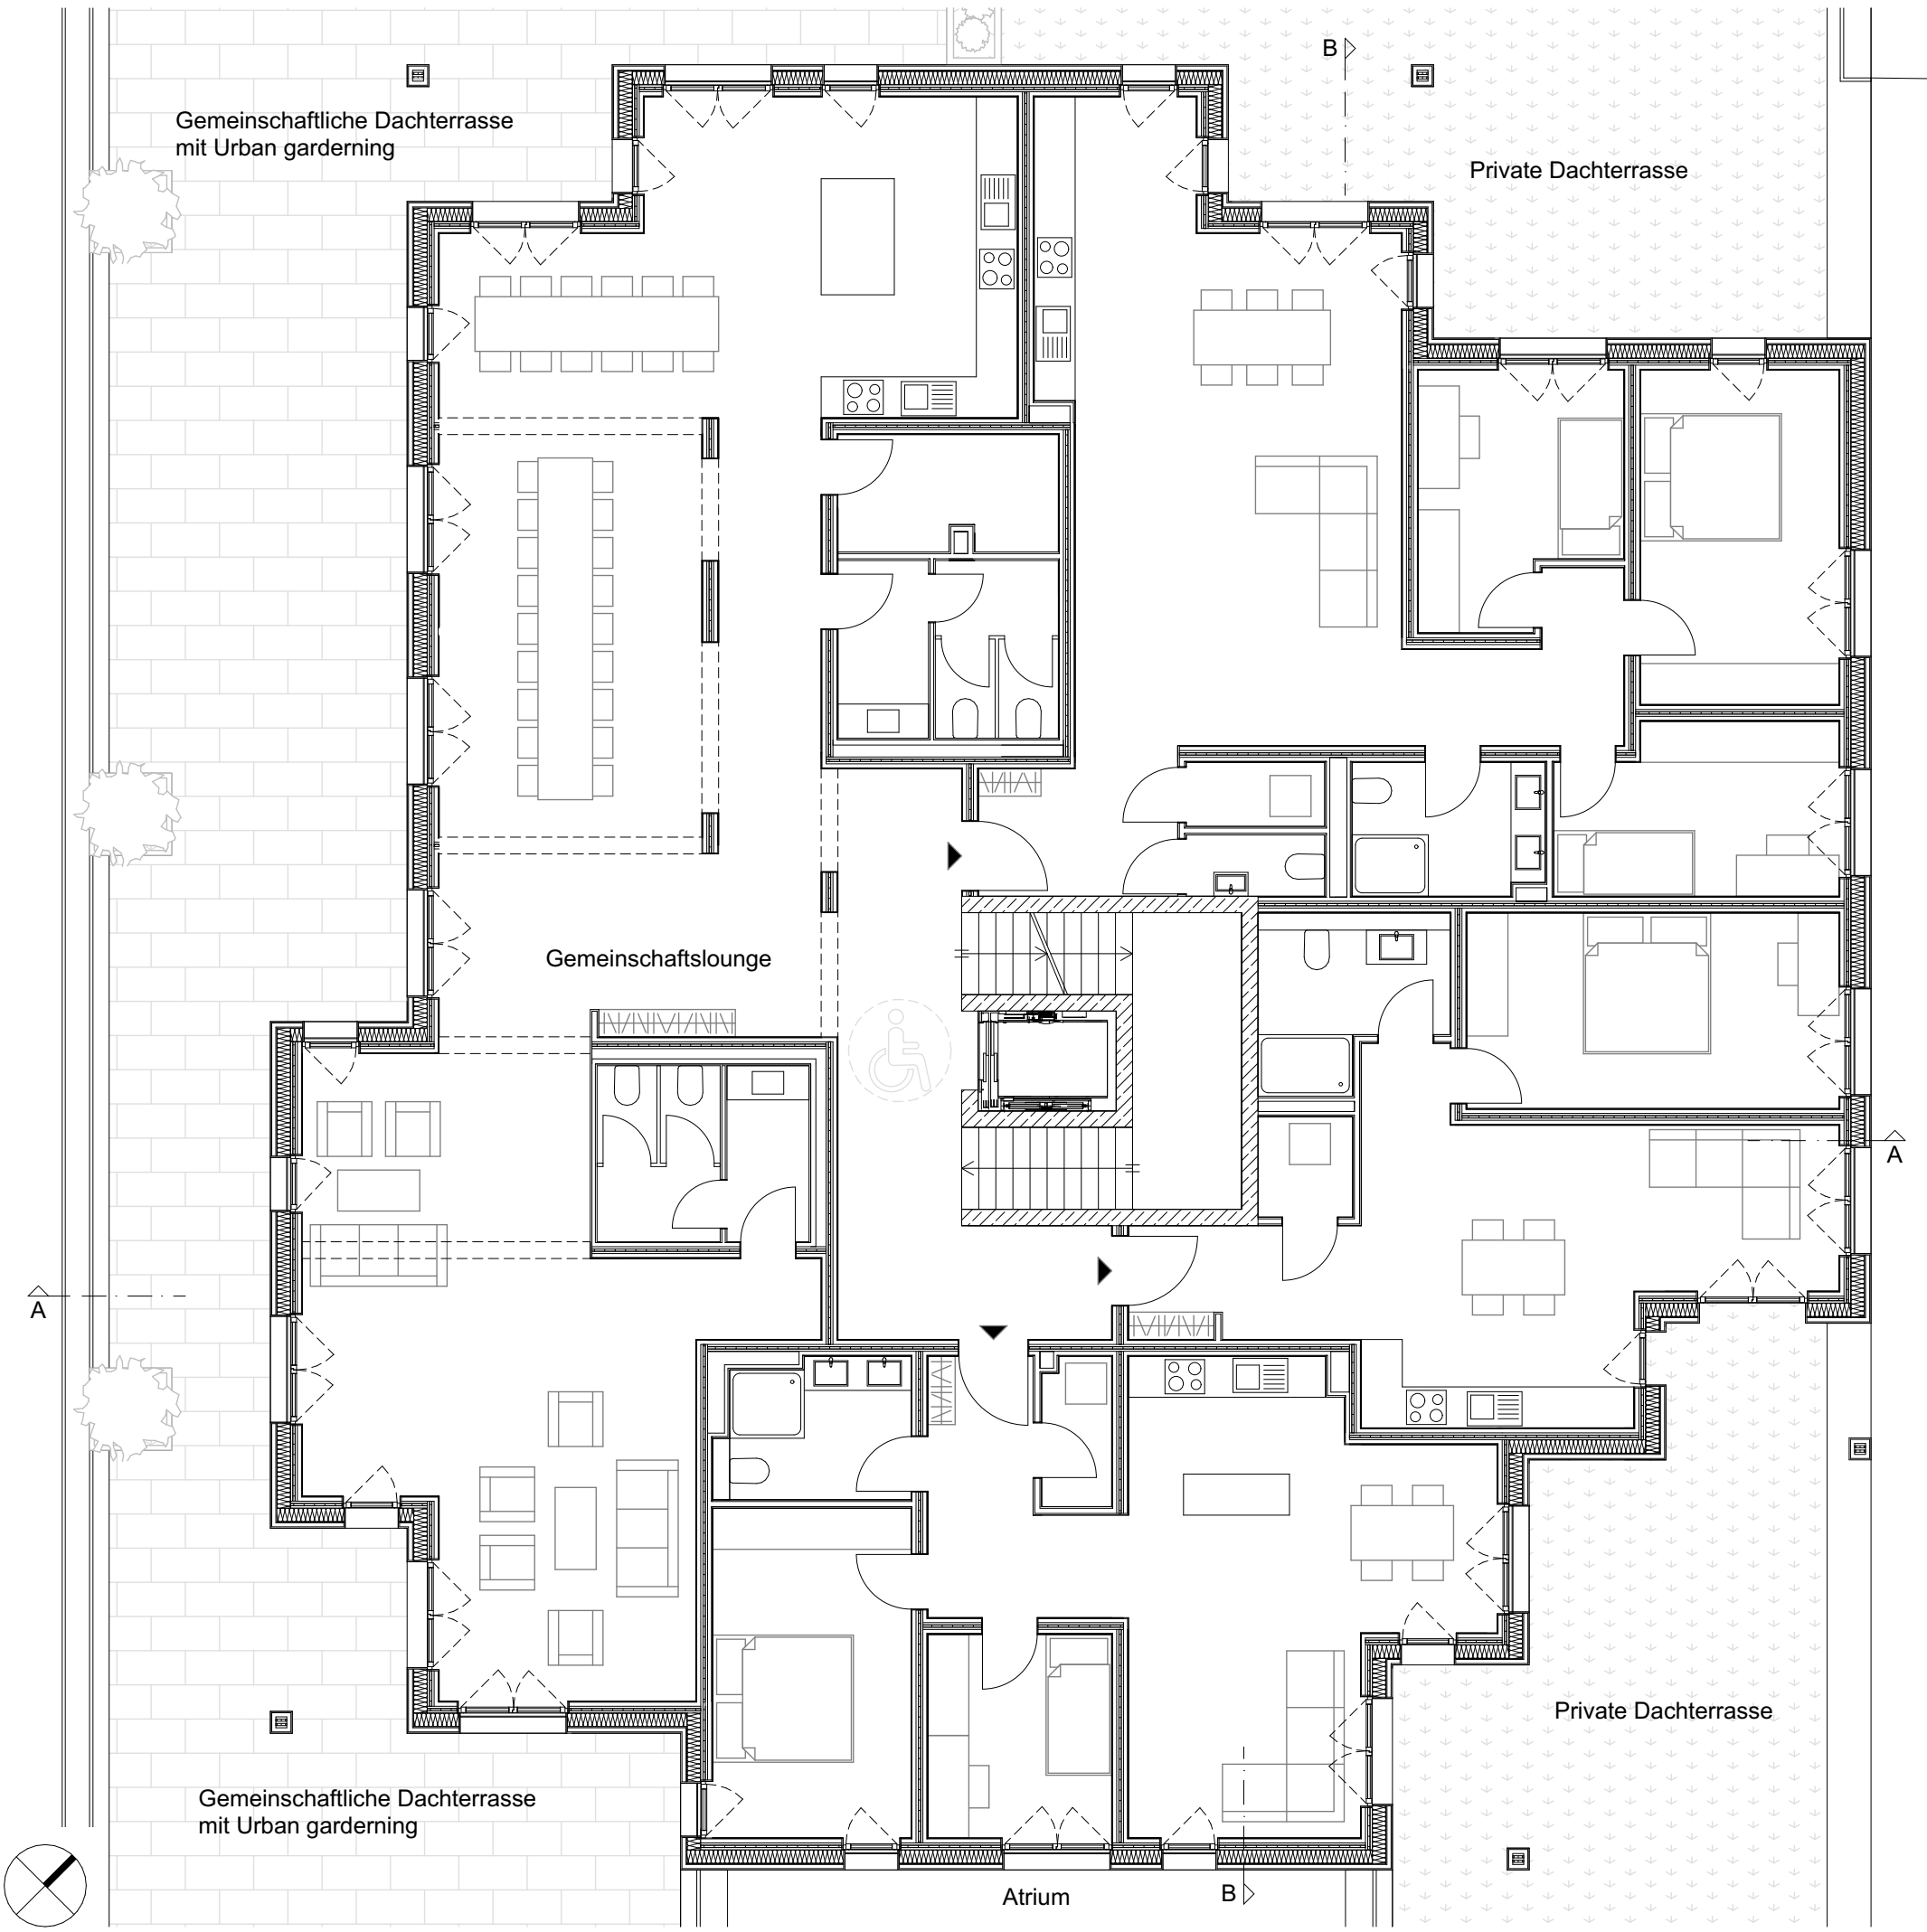 B
Gemeinschaftliche Dachterrasse
mit Urban garderning
Private Dachterrasse
Gemeinschaftslounge
A
A
Private Dachterrasse
Gemeinschaftliche Dachterrasse
mit Urban garderning
B
Atrium